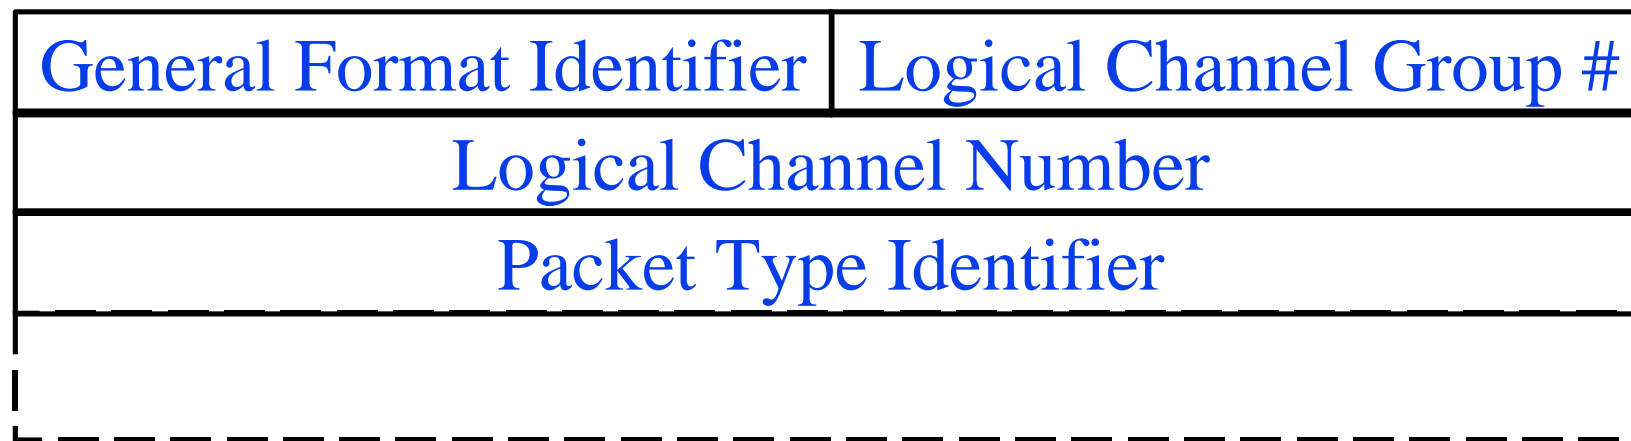 General Format Identifier Logical Channel Group #
Logical Channel Number
Packet Type Identifier